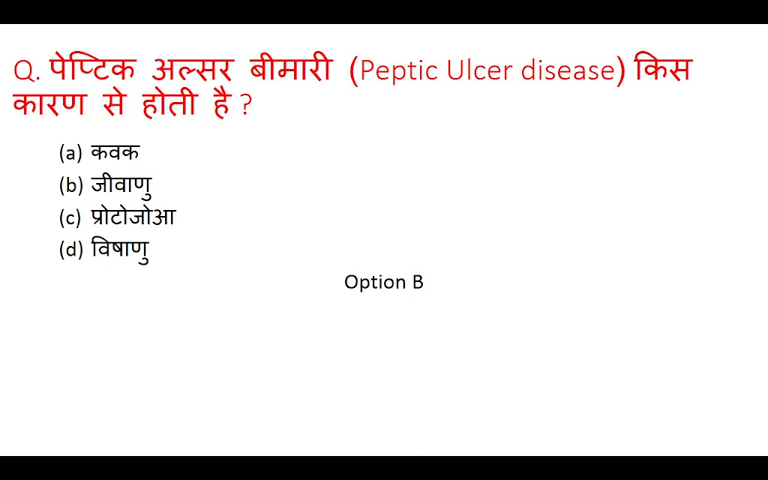 Q. पेप्टिक अल्सर बीमारी (Peptic Ulcer disease) किस
कारण से होती है ?
(a) कवक
(b) जीवाणु
(c) प्रोटोजोआ
(d) विषाणु
Option B